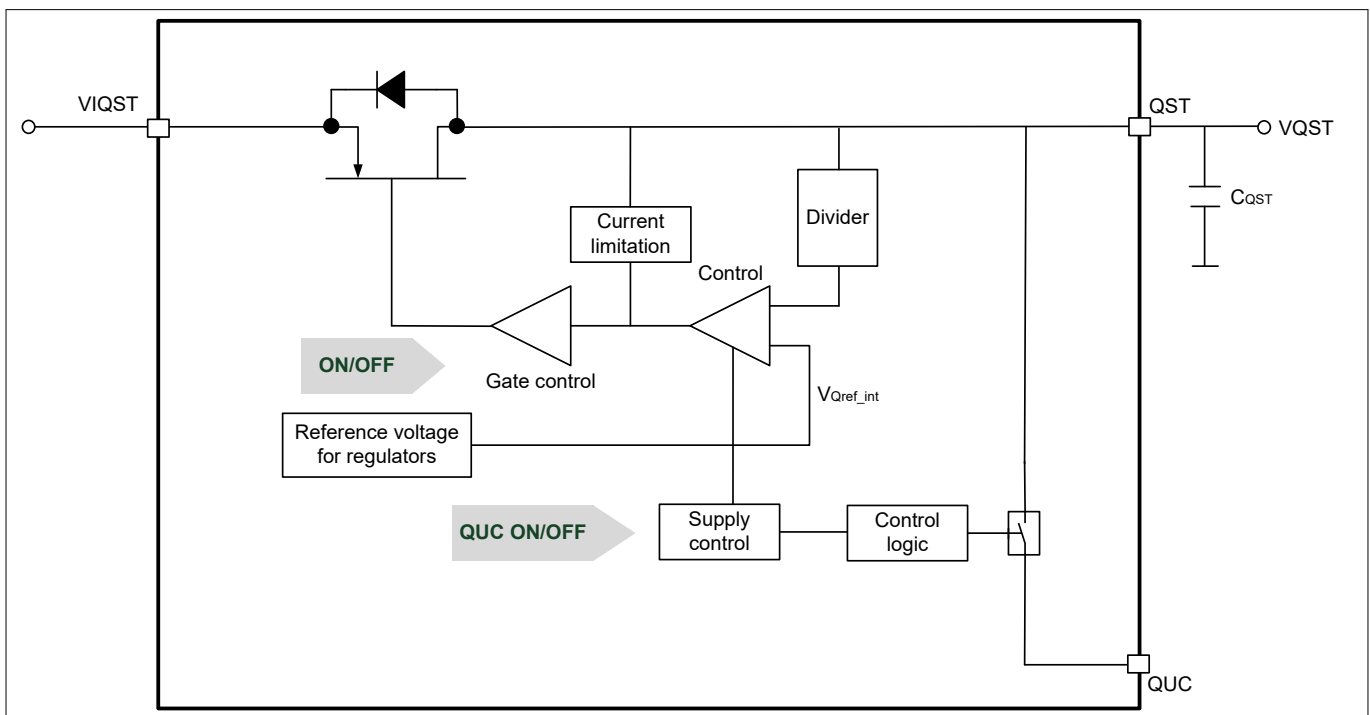 VIQST
QST
VQST
CQST
Current
limitation
Divider
Control
ON/OFF
Gate control
VQref_int
Reference voltage
for regulators
QUC ON/OFF
Supply
control
Control
logic
QUC